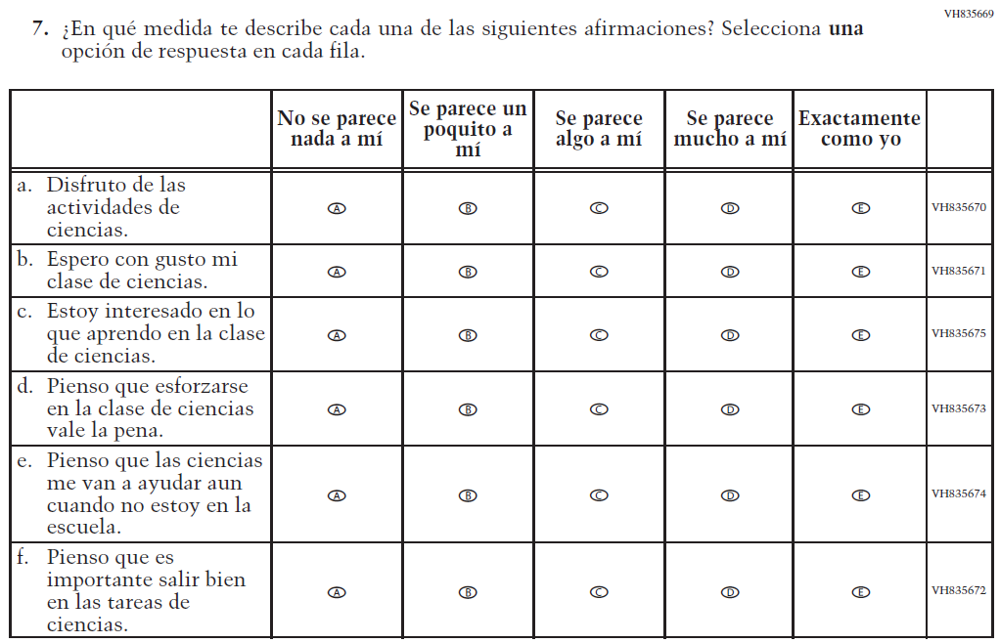 VH835669
7. ¿En qué medida te describe cada una de las siguientes afirmaciones? Selecciona una
opción de respuesta en cada fila.
No se parece
nada a mí
Se parece un
poquito a
mí
Se parece
algo a mí
Se parece
mucho a mí
Exactamente
como yo
a. Disfruto de las
actividades de
ciencias.
A B C D E VH835670
b. Espero con gusto mi
clase de ciencias.
A B C D E VH835671
c. Estoy interesado en lo
que aprendo en la clase
de ciencias.
A B C D E VH835675
d. Pienso que esforzarse
en la clase de ciencias
vale la pena.
A B C D E VH835673
e. Pienso que las ciencias
me van a ayudar aun
cuando no estoy en la
escuela.
A B C D E VH835674
f. Pienso que es
importante salir bien
en las tareas de
ciencias.
A B C D E VH835672